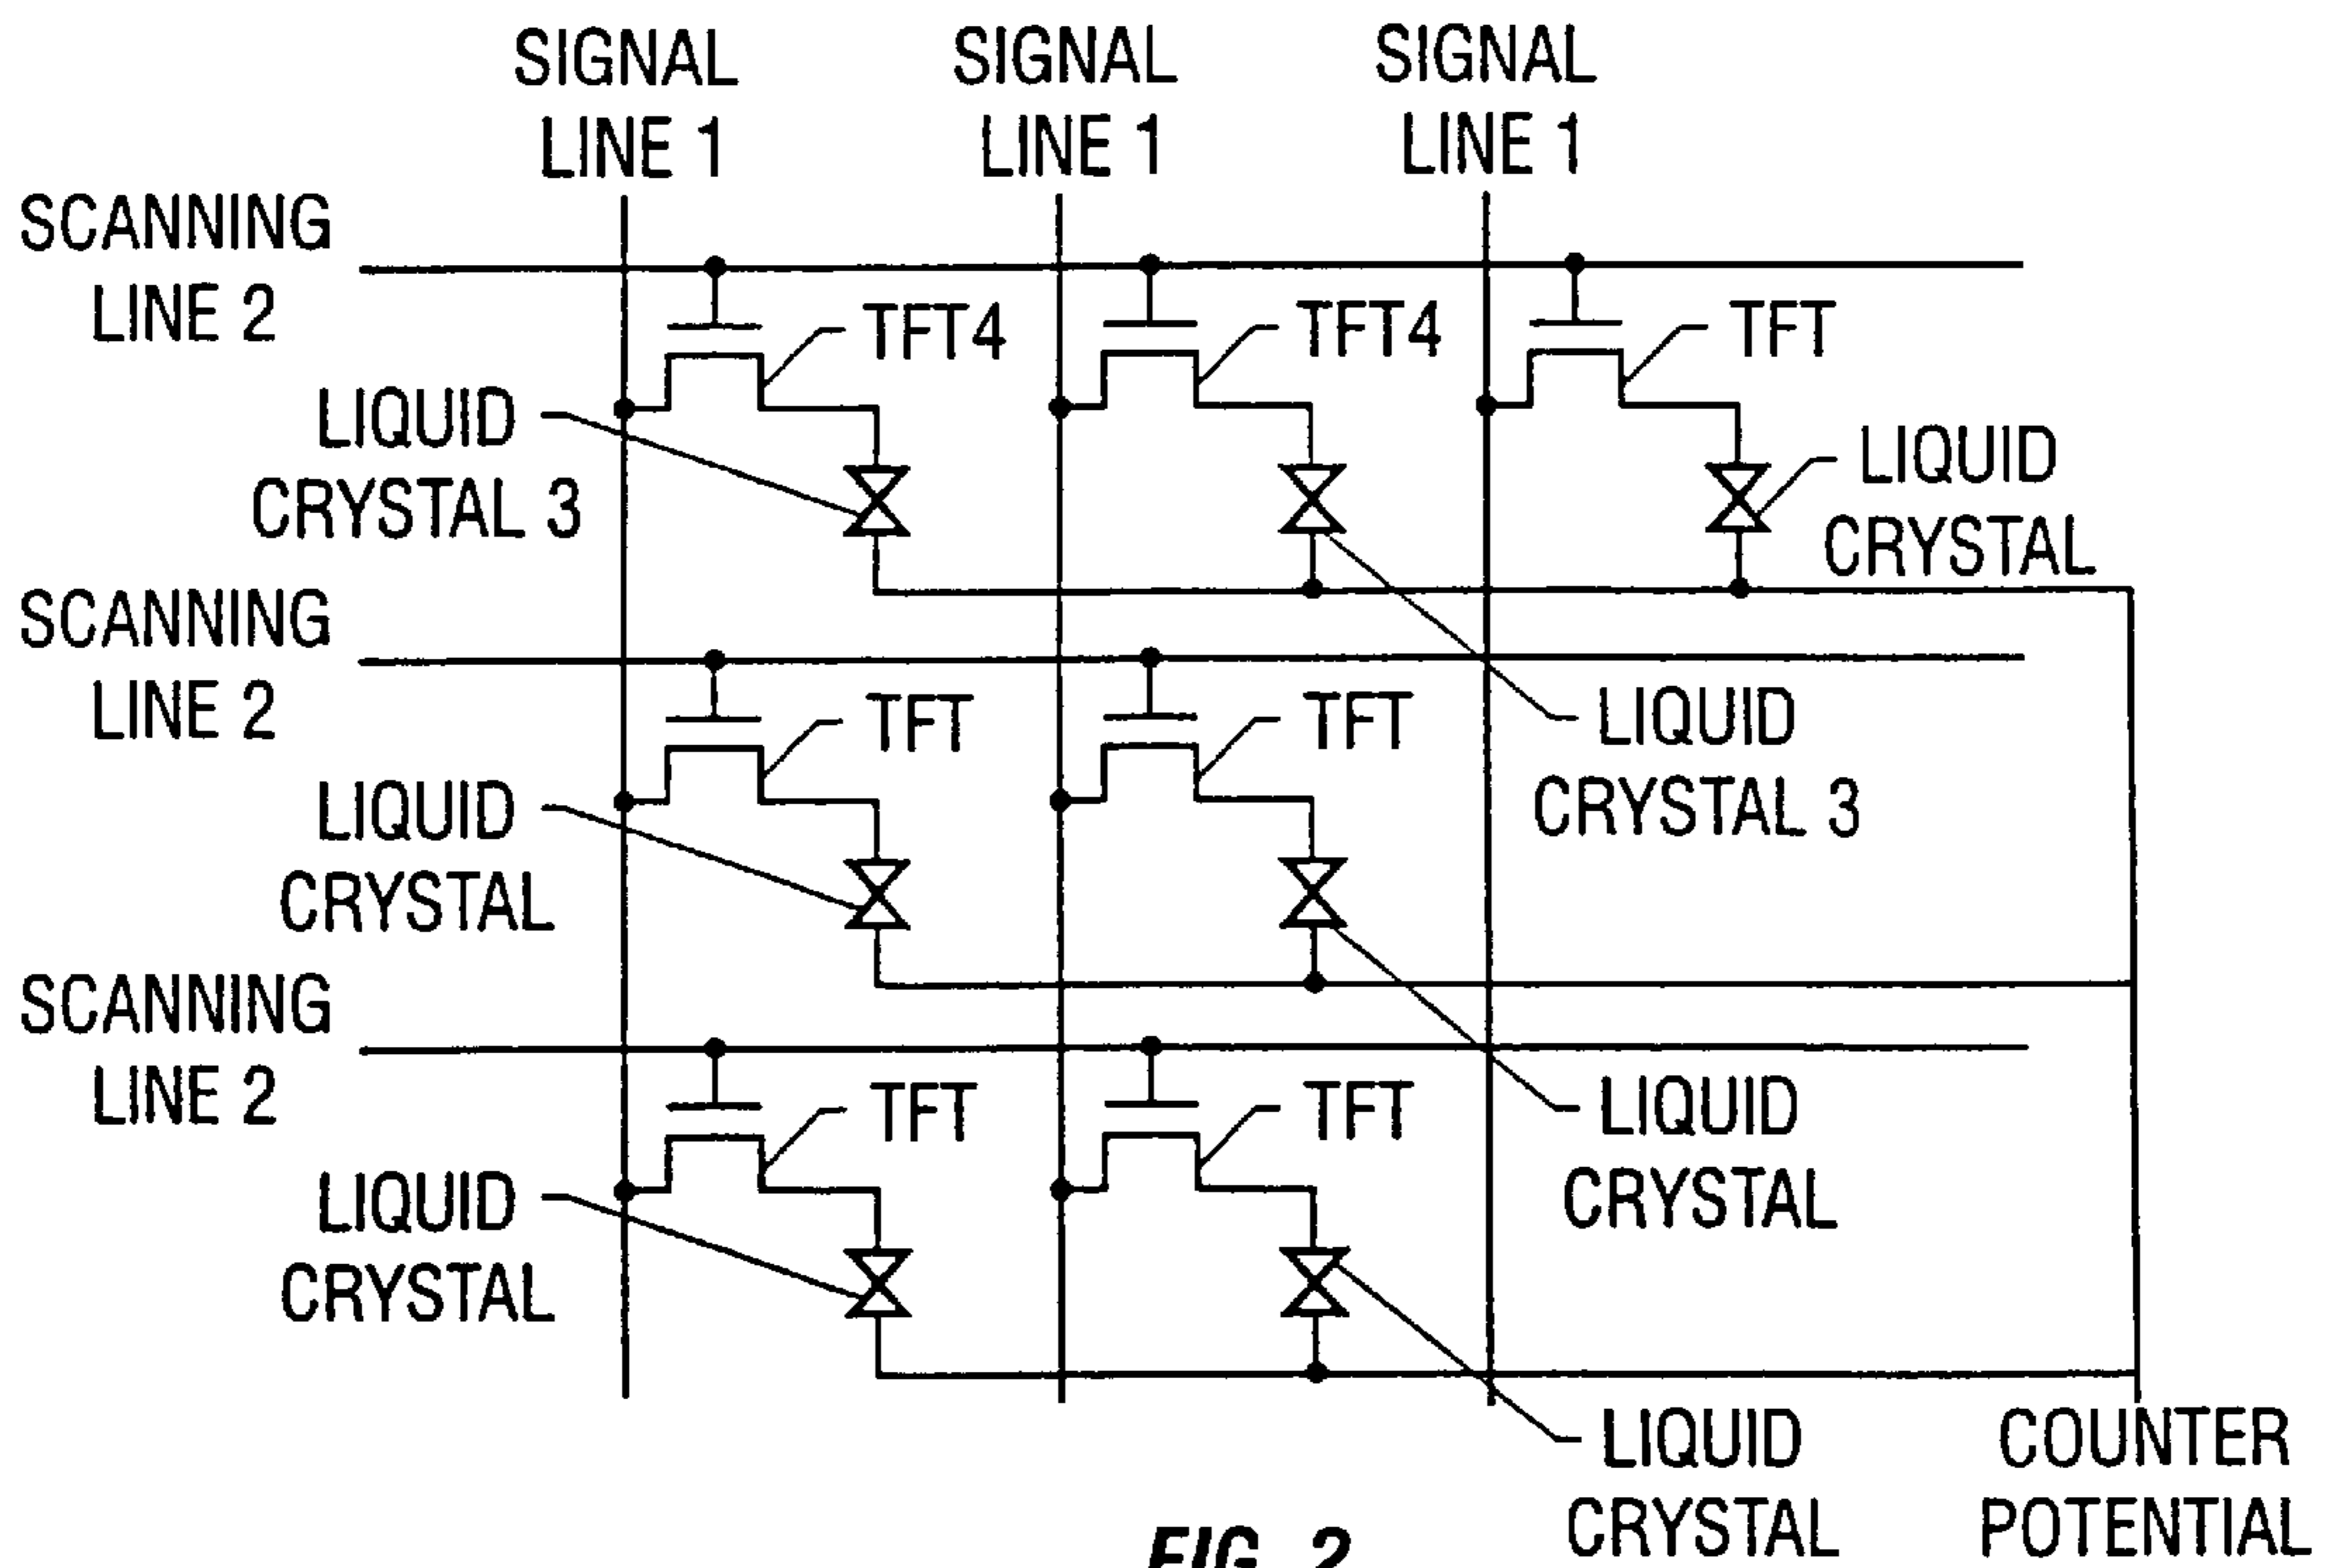 SIGNAL
LINE 1
SIGNAL
LINE 1
SIGNAL
LINE 1
SCANNING
LINE 2
TFT4
TFT4
TFT
LIQUID
CRYSTAL 3
LIQUID
CRYSTAL
SCANNING
LINE 2
TFT
TFT
LIQUID
CRYSTAL 3
LIQUID
CRYSTAL
SCANNING
LINE 2
TFT
TFT
LIQUID
CRYSTAL
LIQUID
CRYSTAL
LIQUID
CRYSTAL
COUNTER
POTENTIAL
FIG. 2